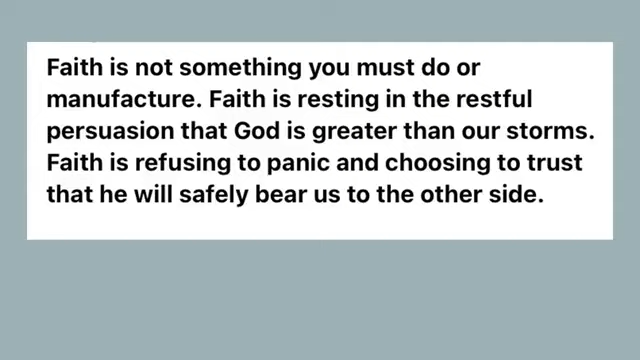 Faith is not something you must do or
manufacture. Faith is resting in the restful
persuasion that God is greater than our storms.
Faith is refusing to panic and choosing to trust
that he will safely bear us to the other side.